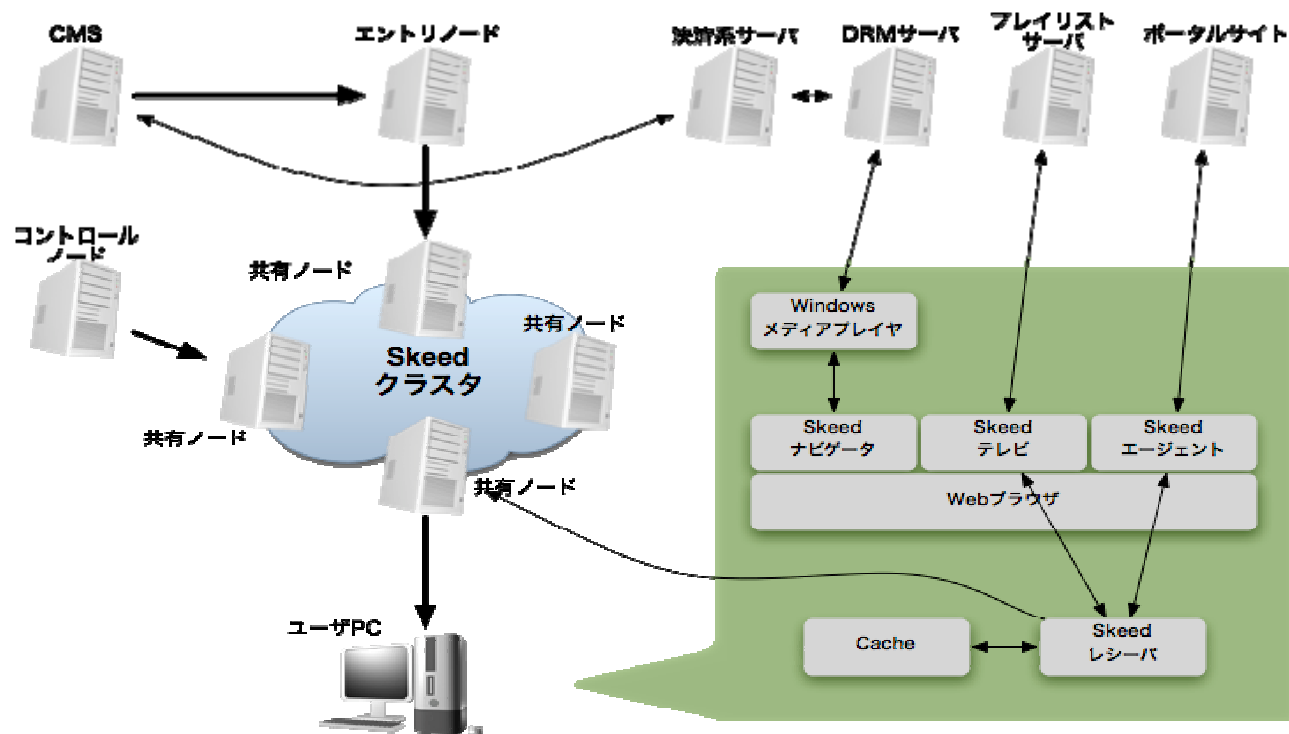 CMS
エントリノード
決済系サーバ
DRMサーバ
プレイリスト
サーバ
ポータルサイト
コントロール
ノード
共有ノード
共有ノード
Skeed
クラスタ
共有ノード
共有ノード
Windows
メディアプレイヤ
Skeed
ナビゲータ
Skeed
テレビ
Skeed
エージェント
Webブラウザ
ユーザPC
Cache
Skeed
レシーバ